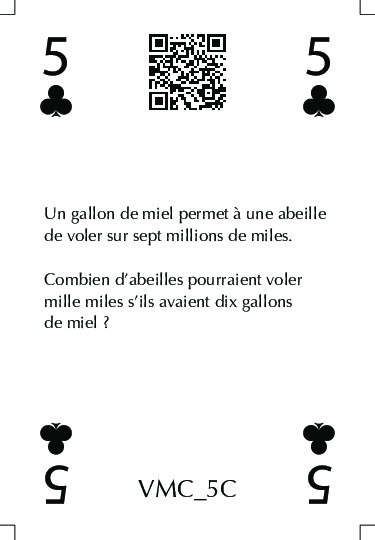 5
5
Un gallon de miel permet à une abeille
de voler sur sept millions de miles.
Combien d’abeilles pourraient voler
mille miles s’ils avaient dix gallons
de miel ?
5
VMC_5C
5